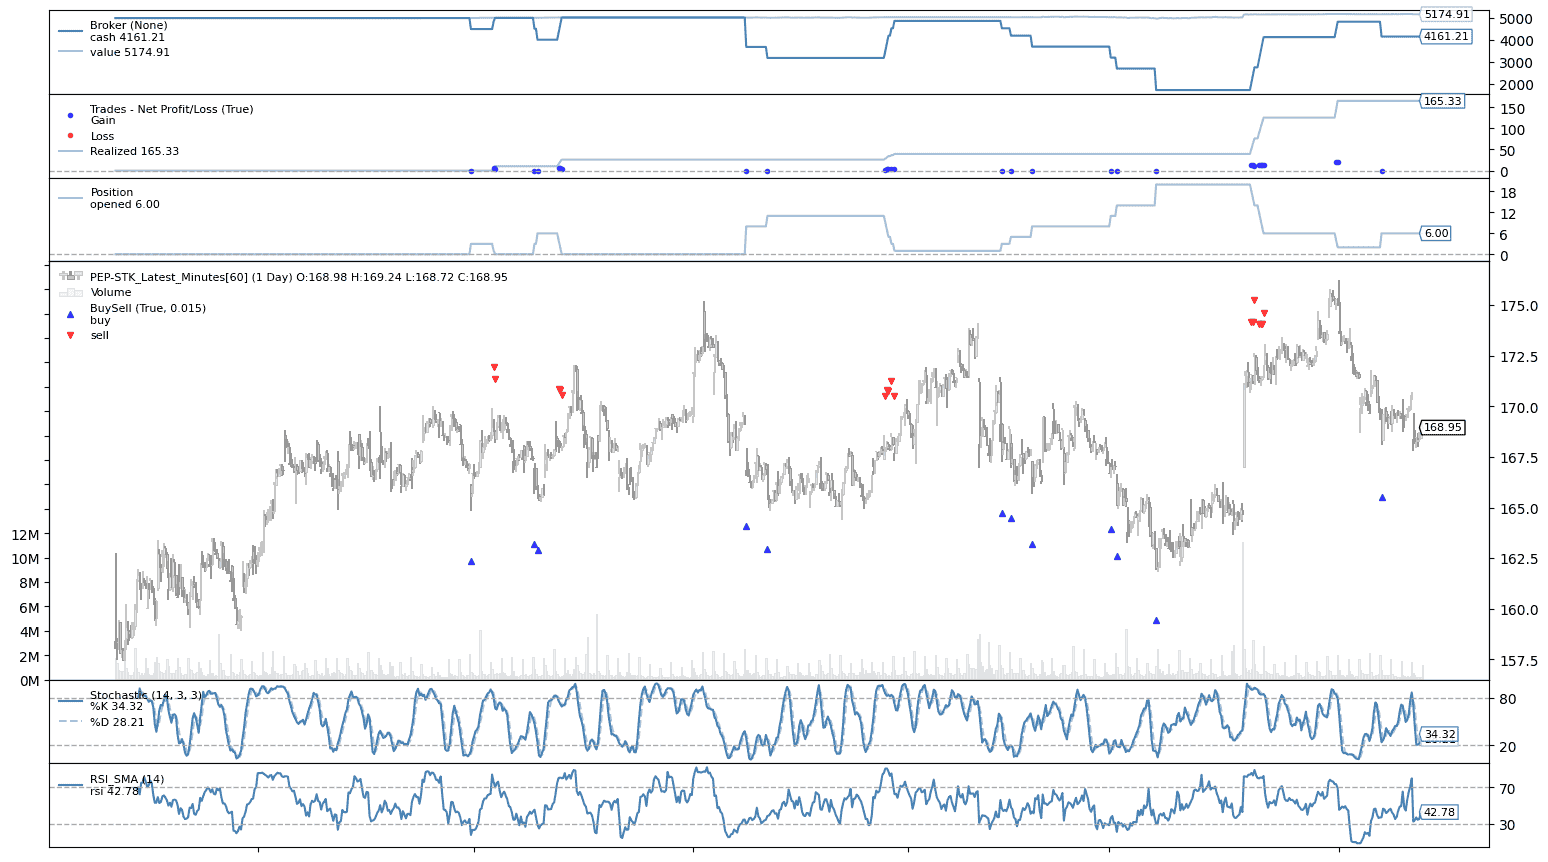 Broker (None)
cash 4161.21
value 5174.91
5174.91
5000
4161.21
4000
3000
2000
Trades - Net Profit/Loss (True)
Gain
Loss
Realized 165.33
165.33
150
100
50
0
Position
opened 6.00
18
12
6.00
6
0
PEP-STK_Latest_Minutes[60] (1 Day) O:168.98 H:169.24 L:168.72 C:168.95
Volume
BuySell (True, 0.015)
buy
sell
175.0
172.5
170.0
168.95
167.5
165.0
162.5
160.0
157.5
12M
10M
8M
6M
4M
2M
0M
Stochastic (14, 3, 3)
%K 34.32
%D 28.21
80
34.32
20
RSI_SMA (14)
rsi 42.78
70
42.78
30